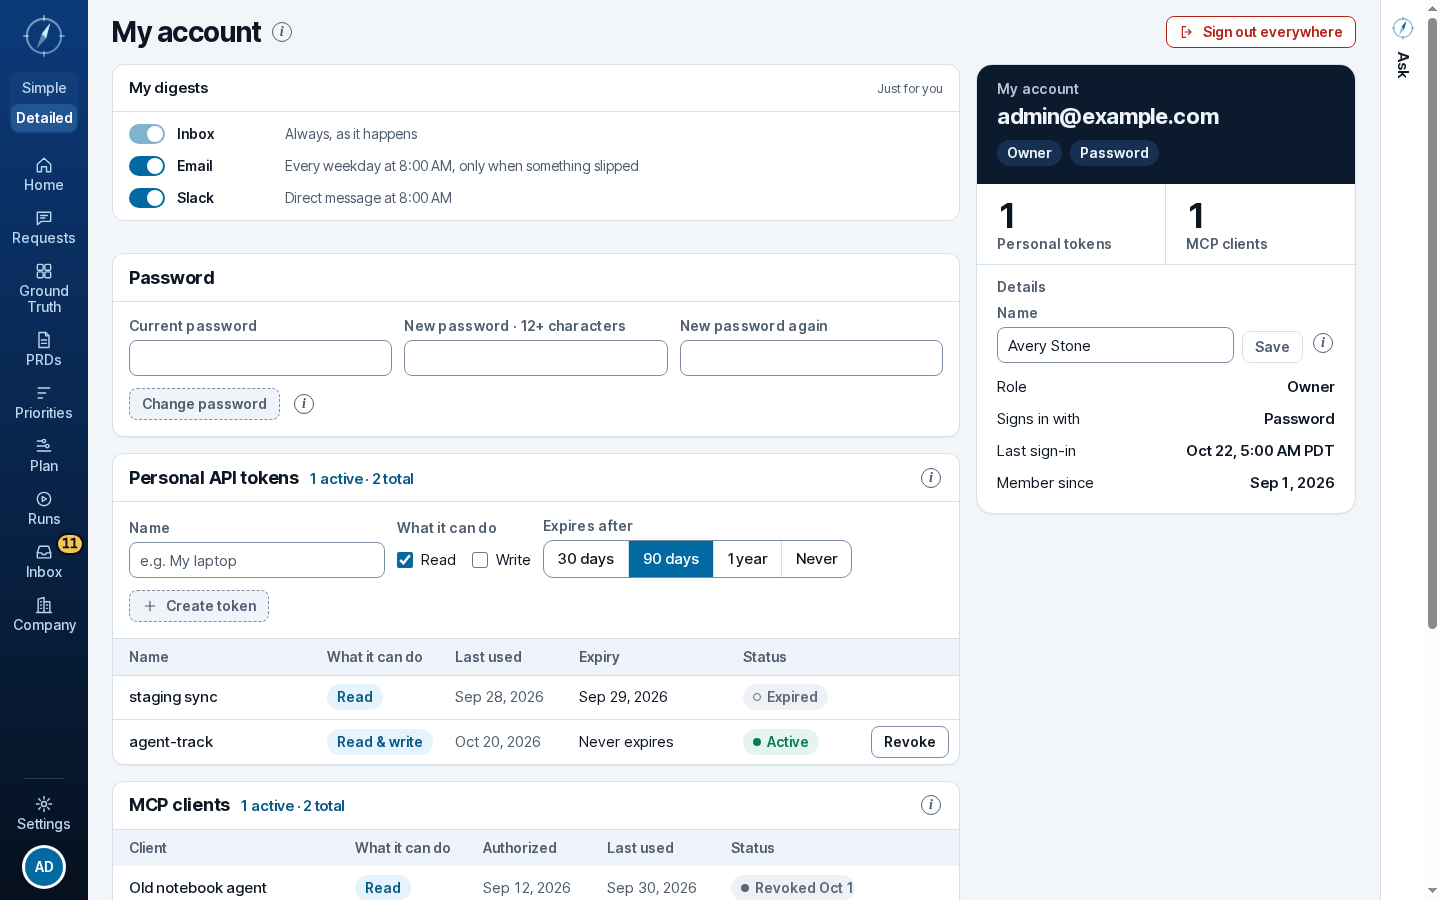 Simple
Detailed
Home
Requests
Ground
Truth
PRDs
Priorities
Plan
Runs
11
Inbox
Company
Settings
AD
My account
i
Sign out everywhere
My digests
Just for you
Inbox
Always, as it happens
Email
Every weekday at 8:00 AM, only when something slipped
Slack
Direct message at 8:00 AM
Password
Current password
New password · 12+ characters
New password again
Change password
i
Personal API tokens 1 active · 2 total
i
Name
What it can do
Expires after
e.g. My laptop
Read
Write
30 days
90 days
1 year
Never
Create token
Name What it can do Last used Expiry Status
staging sync Read Sep 28, 2026 Sep 29, 2026 Expired
agent-track Read & write Oct 20, 2026 Never expires Active Revoke
MCP clients 1 active · 2 total
i
Client What it can do Authorized Last used Status
Old notebook agent Read Sep 12, 2026 Sep 30, 2026 Revoked Oct 1
My account
admin@example.com
Owner Password
1
Personal tokens
1
MCP clients
Details
Name
Avery Stone
Save
i
Role Owner
Signs in with Password
Last sign-in Oct 22, 5:00 AM PDT
Member since Sep 1, 2026
Ask